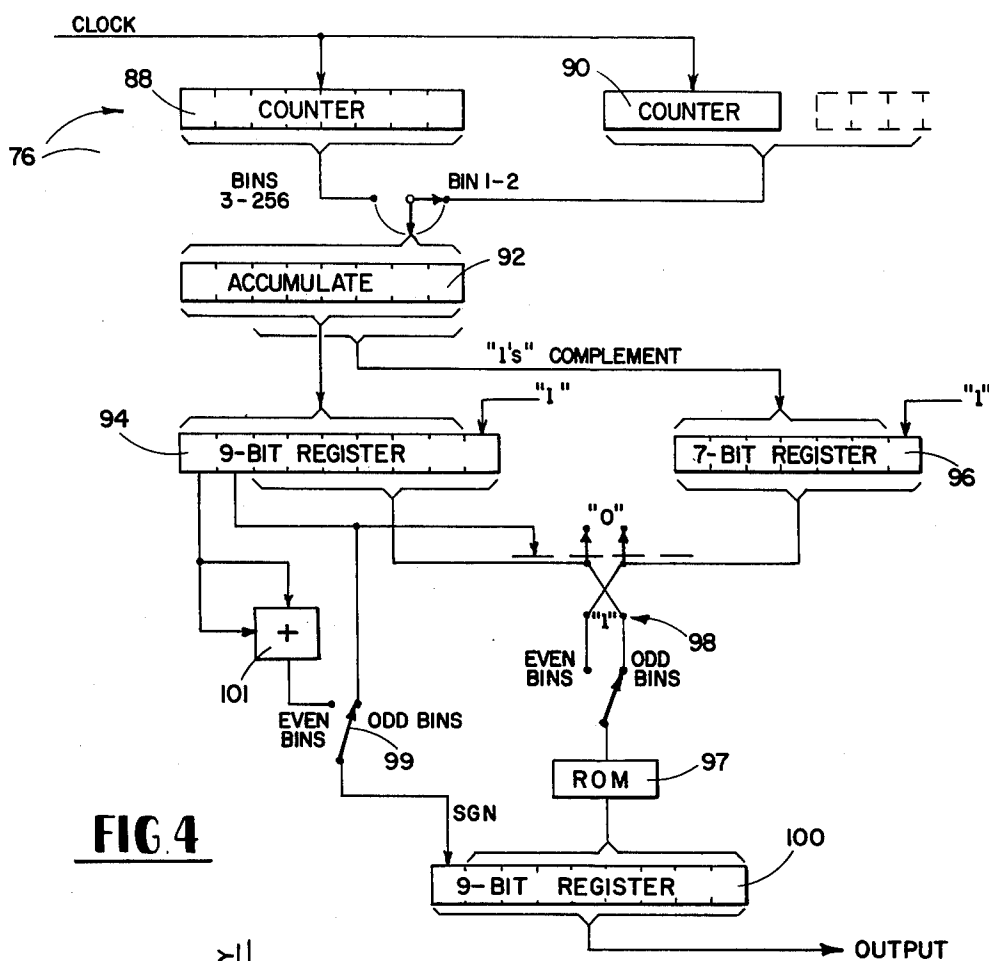 CLOCK
88
COUNTER
90
COUNTER
76
BINS
3-256
BIN 1-2
ACCUMULATE
92
"1's" COMPLEMENT
94
"1"
"1"
9-BIT REGISTER
7-BIT REGISTER
96
"0"
+
101
"1"
98
EVEN
BINS
ODD
BINS
EVEN
BINS
ODD BINS
99
ROM
97
SGN
FIG. 4
100
9-BIT REGISTER
OUTPUT
Y